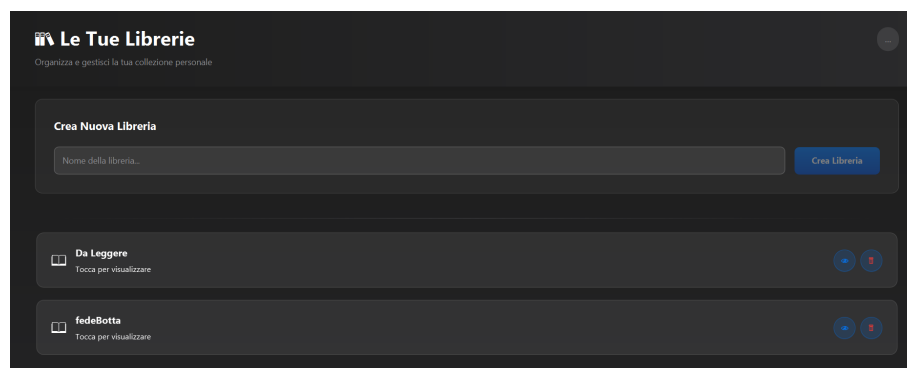 Le Tue Librerie
Organizza e gestisci la tua collezione personale
Crea Nuova Libreria
Nome della libreria...
Crea Libreria
Da Leggere
Tocca per visualizzare
fedeBotta
Tocca per visualizzare